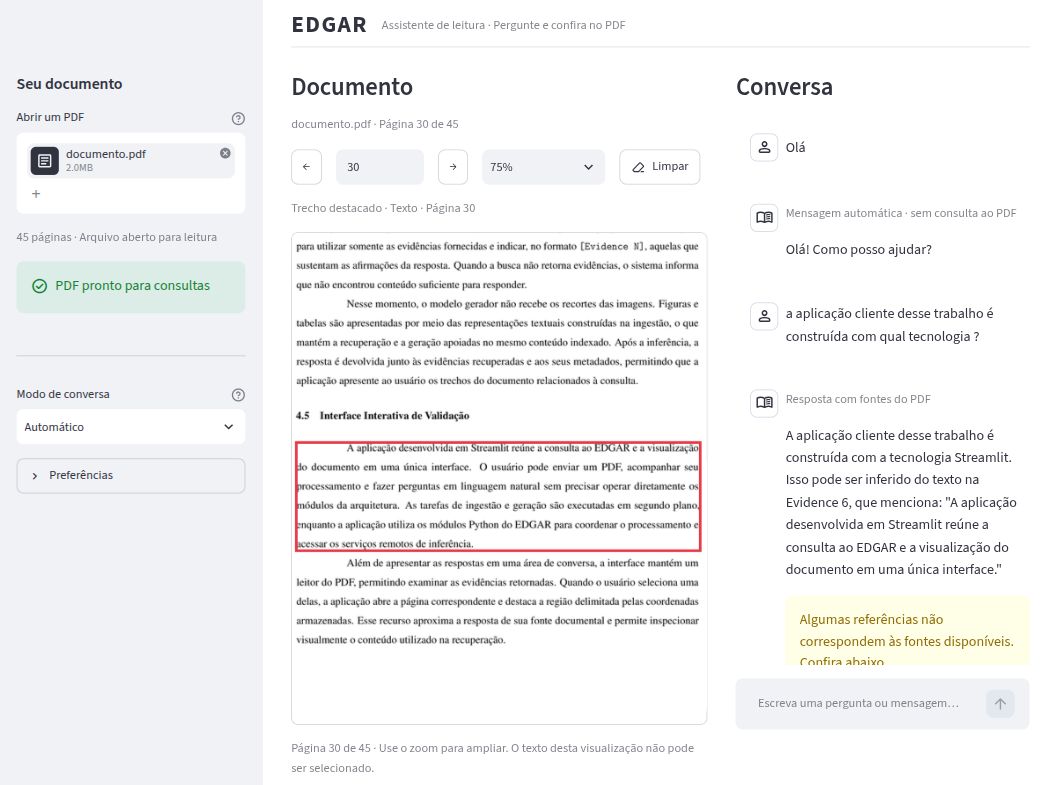 EDGAR Assistente de leitura · Pergunte e confira no PDF
Seu documento
Abrir um PDF
documento.pdf
2.0MB
+
45 páginas · Arquivo aberto para leitura
PDF pronto para consultas
Modo de conversa
Automático
Preferências
Documento
documento.pdf · Página 30 de 45
← 30 → 75% Limpar
Trecho destacado · Texto · Página 30
para utilizar somente as evidências fornecidas e indicar, no formato [Evidence N], aquelas que
sustentam as afirmações da resposta. Quando a busca não retorna evidências, o sistema informa
que não encontrou conteúdo suficiente para responder.
Nesse momento, o modelo gerador não recebe os recortes das imagens. Figuras e
tabelas são apresentadas por meio das representações textuais construídas na ingestão, o que
mantém a recuperação e a geração apoiadas no mesmo conteúdo indexado. Após a inferência, a
resposta é devolvida junto às evidências recuperadas e aos seus metadados, permitindo que a
aplicação apresente ao usuário os trechos do documento relacionados à consulta.
4.5 Interface Interativa de Validação
A aplicação desenvolvida em Streamlit reúne a consulta ao EDGAR e a visualização
do documento em uma única interface. O usuário pode enviar um PDF, acompanhar seu
processamento e fazer perguntas em linguagem natural sem precisar operar diretamente os
módulos da arquitetura. As tarefas de ingestão e geração são executadas em segundo plano,
enquanto a aplicação utiliza os módulos Python do EDGAR para coordenar o processamento e
acessar os serviços remotos de inferência.
Além de apresentar as respostas em uma área de conversa, a interface mantém um
leitor do PDF, permitindo examinar as evidências retornadas. Quando o usuário seleciona uma
delas, a aplicação abre a página correspondente e destaca a região delimitada pelas coordenadas
armazenadas. Esse recurso aproxima a resposta de sua fonte documental e permite inspecionar
visualmente o conteúdo utilizado na recuperação.
Página 30 de 45 · Use o zoom para ampliar. O texto desta visualização não pode
ser selecionado.
Conversa
Olá
Mensagem automática · sem consulta ao PDF
Olá! Como posso ajudar?
a aplicação cliente desse trabalho é
construída com qual tecnologia ?
Resposta com fontes do PDF
A aplicação cliente desse trabalho é
construída com a tecnologia Streamlit.
Isso pode ser inferido do texto na
Evidence 6, que menciona: "A aplicação
desenvolvida em Streamlit reúne a
consulta ao EDGAR e a visualização do
documento em uma única interface."
Algumas referências não
correspondem às fontes disponíveis.
Confira abaixo
Escreva uma pergunta ou mensagem…